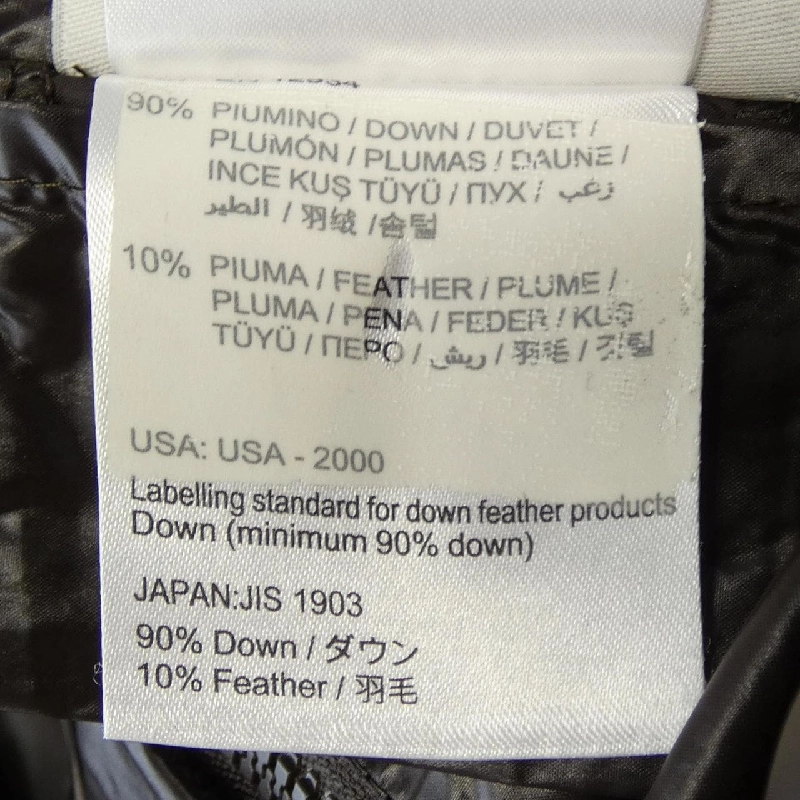 90% PIUMINO / DOWN / DUVET /
PLUMÓN / PLUMAS / DAUNE /
INCE KUŞ TÜYÜ / ПУХ / زغب
الطير / 羽绒 /솜털
10% PIUMA / FEATHER / PLUME /
PLUMA / PENA / FEDER / KUŞ
TÜYÜ / ПЕРО / ريش / 羽毛 / 깃털
USA: USA - 2000
Labelling standard for down feather products
Down (minimum 90% down)
JAPAN:JIS 1903
90% Down / ダウン
10% Feather / 羽毛